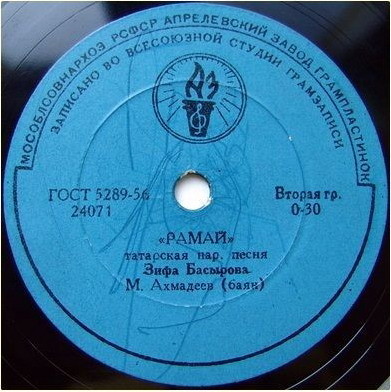 МОСОБЛСОВНАРХОЗ РСФСР АПРЕЛЕВСКИЙ ЗАВОД ГРАМПЛАСТИНОК
ЗАПИСАНО ВО ВСЕСОЮЗНОЙ СТУДИИ ГРАМЗАПИСИ
АЗ
ГОСТ 5289-56
24071
Вторая гр.
0-30
«РАМАЙ»
татарская нар. песня
Зифа Басырова
М. Ахмадеев (баян)